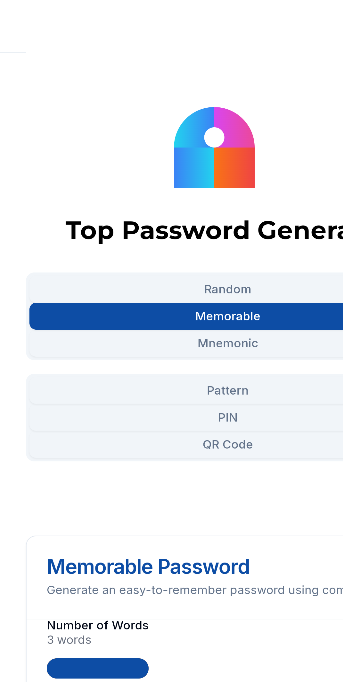 Top Password Genera
Random
Memorable
Mnemonic
Pattern
PIN
QR Code
Memorable Password
Generate an easy-to-remember password using com
Number of Words
3 words